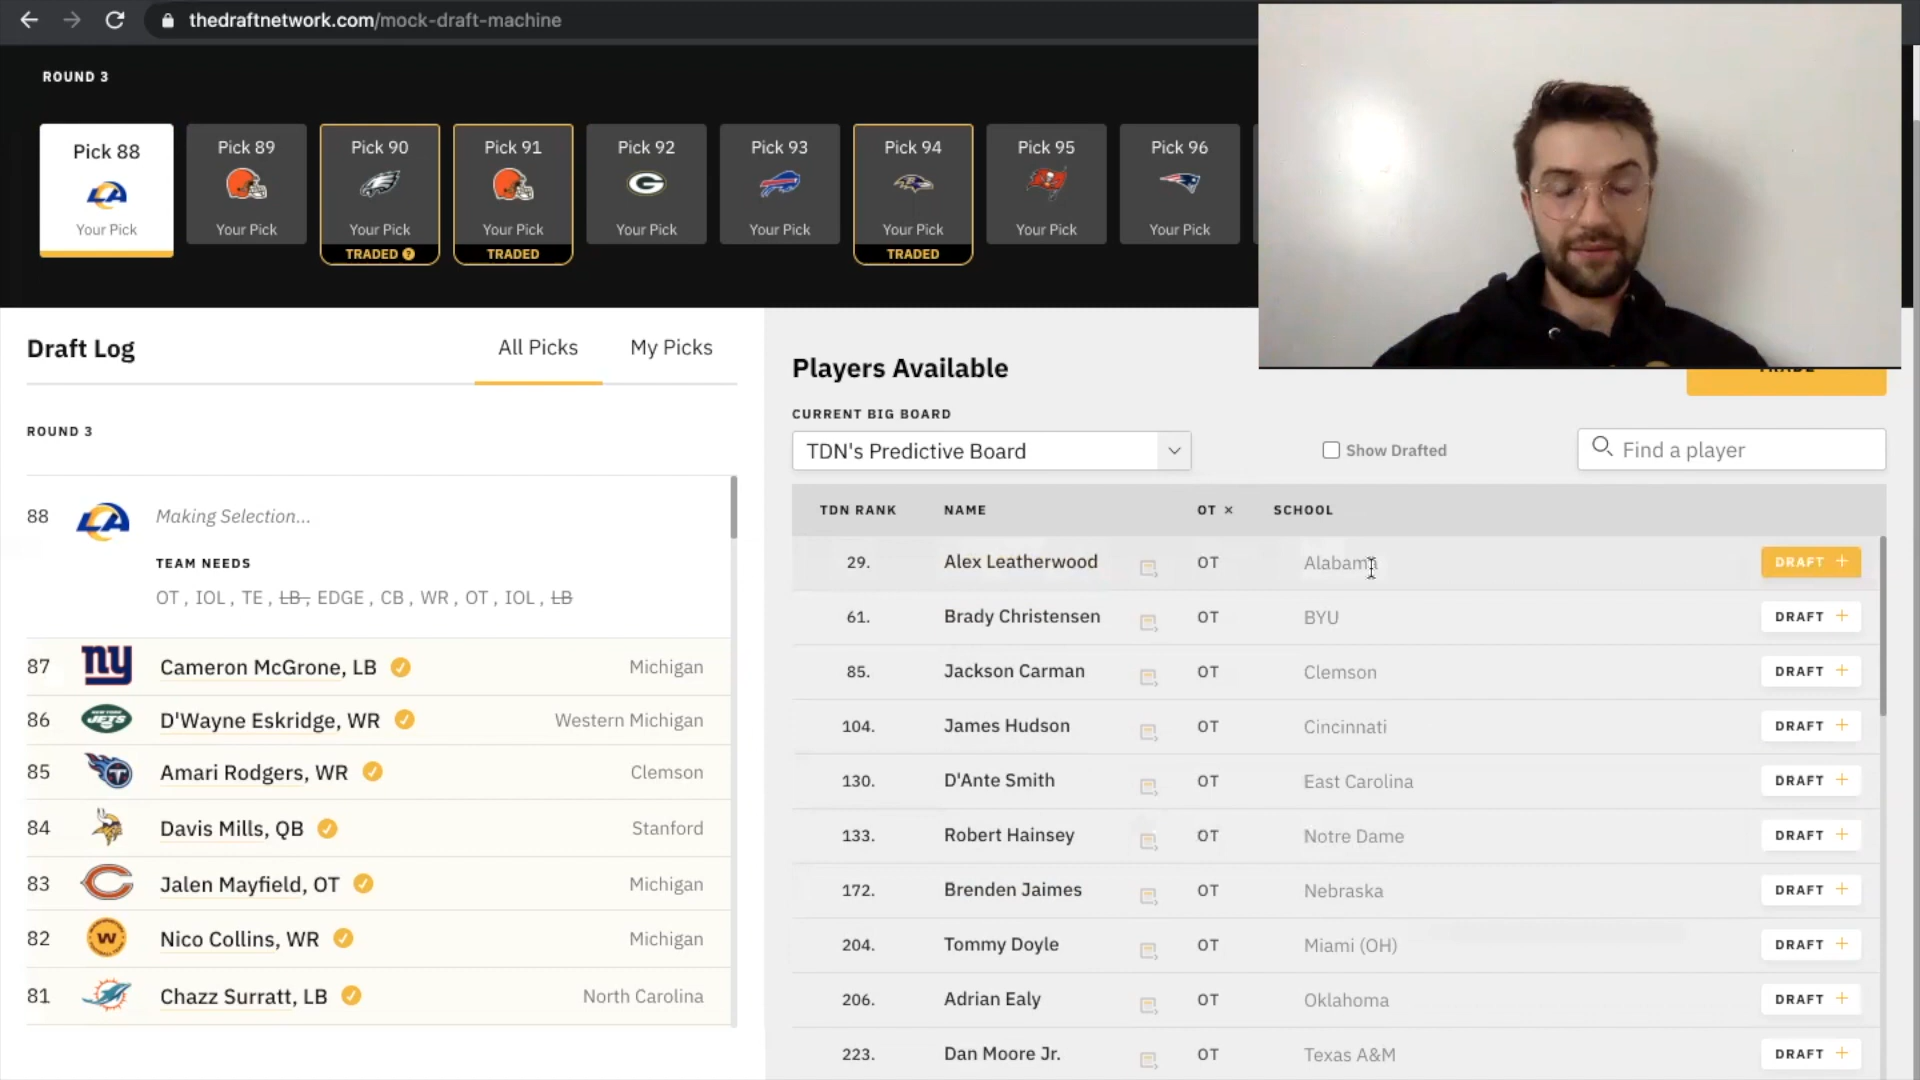 thedraftnetwork.com/mock-draft-machine
ROUND 3
Pick 88
Your Pick
Pick 89
Your Pick
Pick 90
Your Pick
TRADED ?
Pick 91
Your Pick
TRADED
Pick 92
G
Your Pick
Pick 93
Your Pick
Pick 94
Your Pick
TRADED
Pick 95
Your Pick
Pick 96
Your Pick
Draft Log
All Picks
My Picks
ROUND 3
88
LA
Making Selection...
TEAM NEEDS
OT , IOL , TE , LB , EDGE , CB , WR , OT , IOL , LB
87 ny Cameron McGrone, LB Michigan
86 JETS D'Wayne Eskridge, WR Western Michigan
85 T Amari Rodgers, WR Clemson
84 Davis Mills, QB Stanford
83 C Jalen Mayfield, OT Michigan
82 W Nico Collins, WR Michigan
81 Chazz Surratt, LB North Carolina
Players Available
TRADE
CURRENT BIG BOARD
TDN's Predictive Board
Show Drafted
Find a player
TDN RANK NAME OT × SCHOOL
29. Alex Leatherwood OT Alabama DRAFT +
61. Brady Christensen OT BYU DRAFT +
85. Jackson Carman OT Clemson DRAFT +
104. James Hudson OT Cincinnati DRAFT +
130. D'Ante Smith OT East Carolina DRAFT +
133. Robert Hainsey OT Notre Dame DRAFT +
172. Brenden Jaimes OT Nebraska DRAFT +
204. Tommy Doyle OT Miami (OH) DRAFT +
206. Adrian Ealy OT Oklahoma DRAFT +
223. Dan Moore Jr. OT Texas A&M DRAFT +